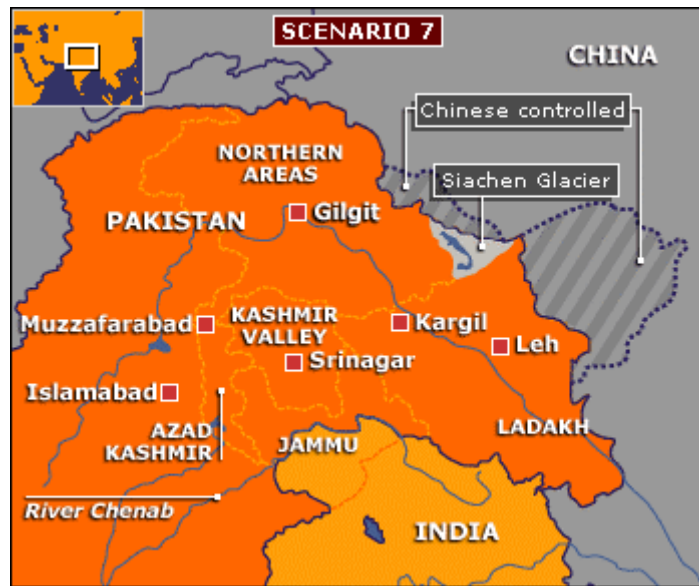 SCENARIO 7
CHINA
Chinese controlled
NORTHERN
AREAS
Siachen Glacier
PAKISTAN
Gilgit
Muzzafarabad
KASHMIR
VALLEY
Kargil
Leh
Srinagar
Islamabad
AZAD
KASHMIR
JAMMU
LADAKH
River Chenab
INDIA